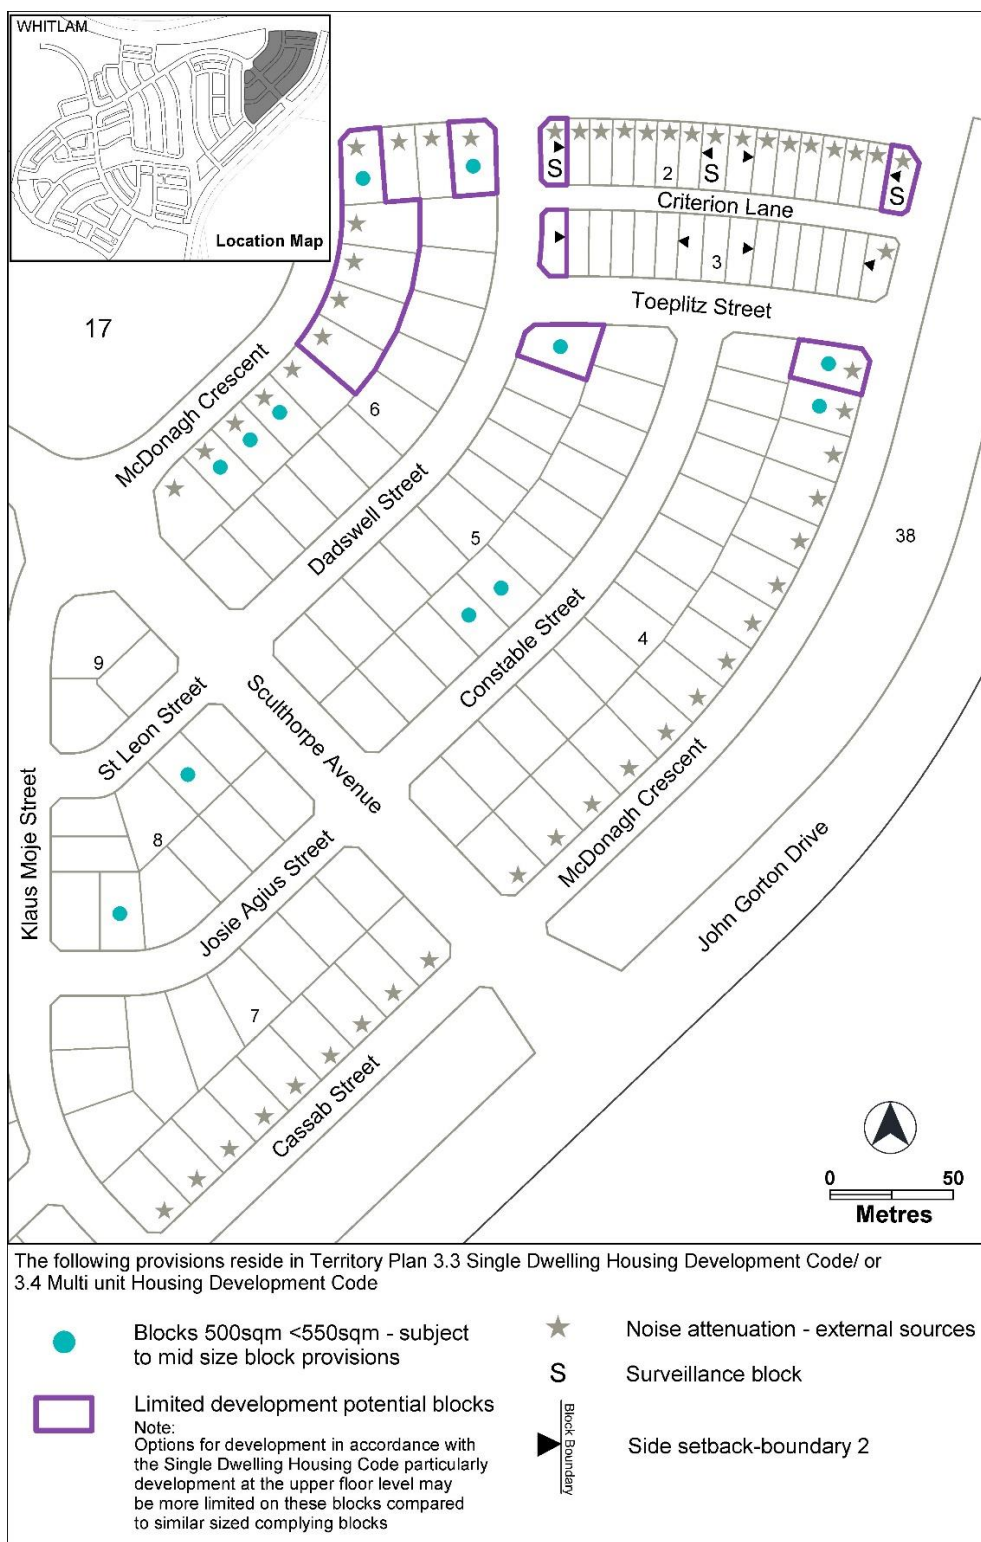 WHITLAM
Location Map
S
2
S
S
Criterion Lane
3
Toeplitz Street
17
McDonagh Crescent
6
Dadswell Street
5
38
Constable Street
4
9
St Leon Street
Sculthorpe Avenue
McDonagh Crescent
Klaus Moje Street
8
Josie Agius Street
John Gorton Drive
7
Cassab Street
0 50
Metres
The following provisions reside in Territory Plan 3.3 Single Dwelling Housing Development Code/ or
3.4 Multi unit Housing Development Code
Blocks 500sqm <550sqm - subject
to mid size block provisions
Limited development potential blocks
Note:
Options for development in accordance with
the Single Dwelling Housing Code particularly
development at the upper floor level may
be more limited on these blocks compared
to similar sized complying blocks
Noise attenuation - external sources
S
Surveillance block
Block Boundary
Side setback-boundary 2